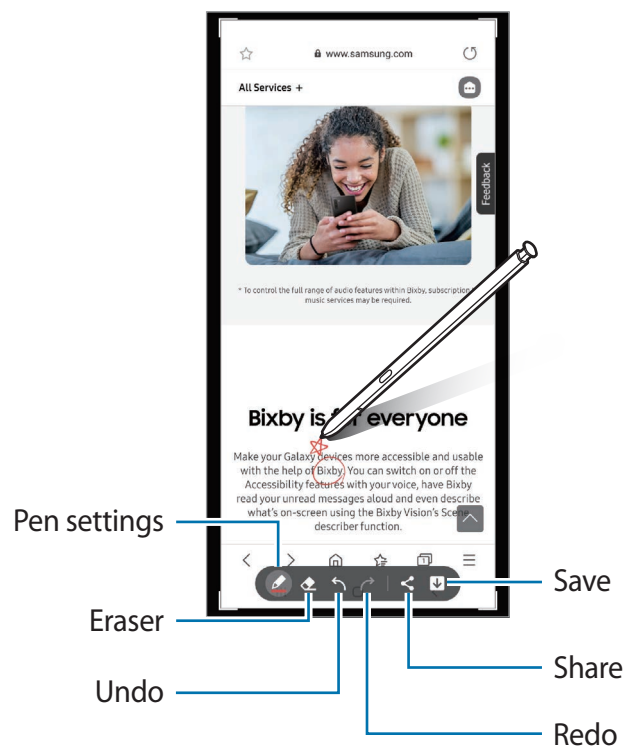 www.samsung.com
All Services +
Feedback
* To control the full range of audio features within Bixby, subscription
music services may be required.
Bixby is for everyone
Make your Galaxy devices more accessible and usable
with the help of Bixby. You can switch on or off the
Accessibility features with your voice, have Bixby
read your unread messages aloud and even describe
what's on-screen using the Bixby Vision's Scene
describer function.
1
Pen settings
Save
Eraser
Share
Undo
Redo